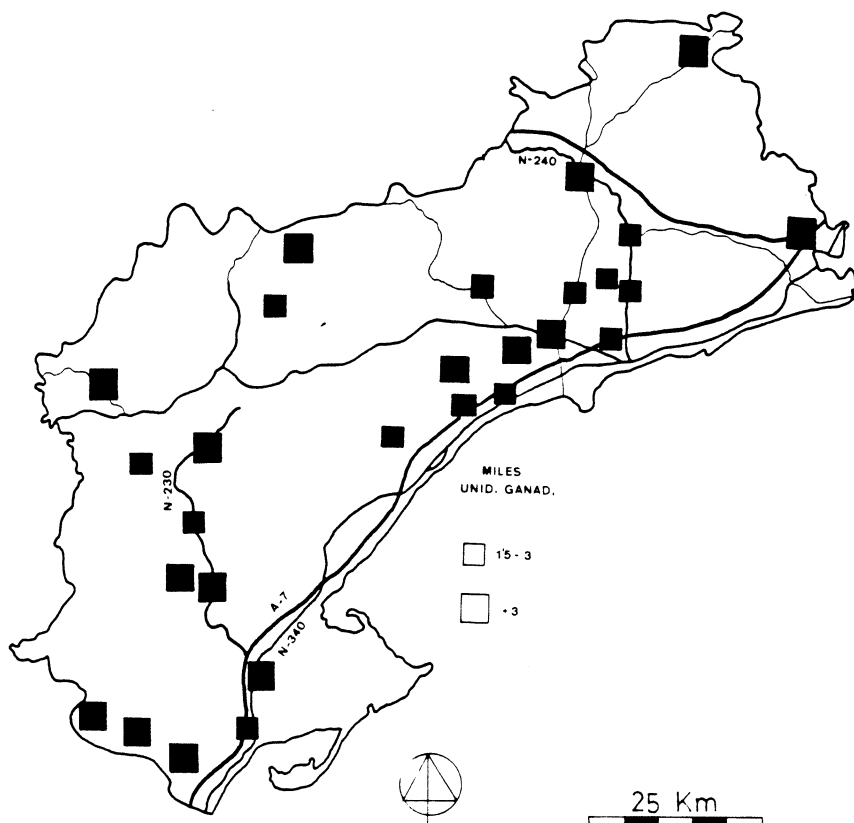 N-240
N-230
MILES
UNID. GANAD.
1'5 - 3
+ 3
A-7
N-340
25 Km